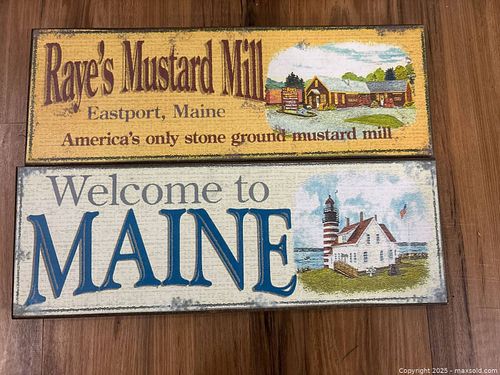 Raye's Mustard Mill
Eastport, Maine
America's only stone ground mustard mill
Welcome to
MAINE
Copyright 2025 - maxsold.com